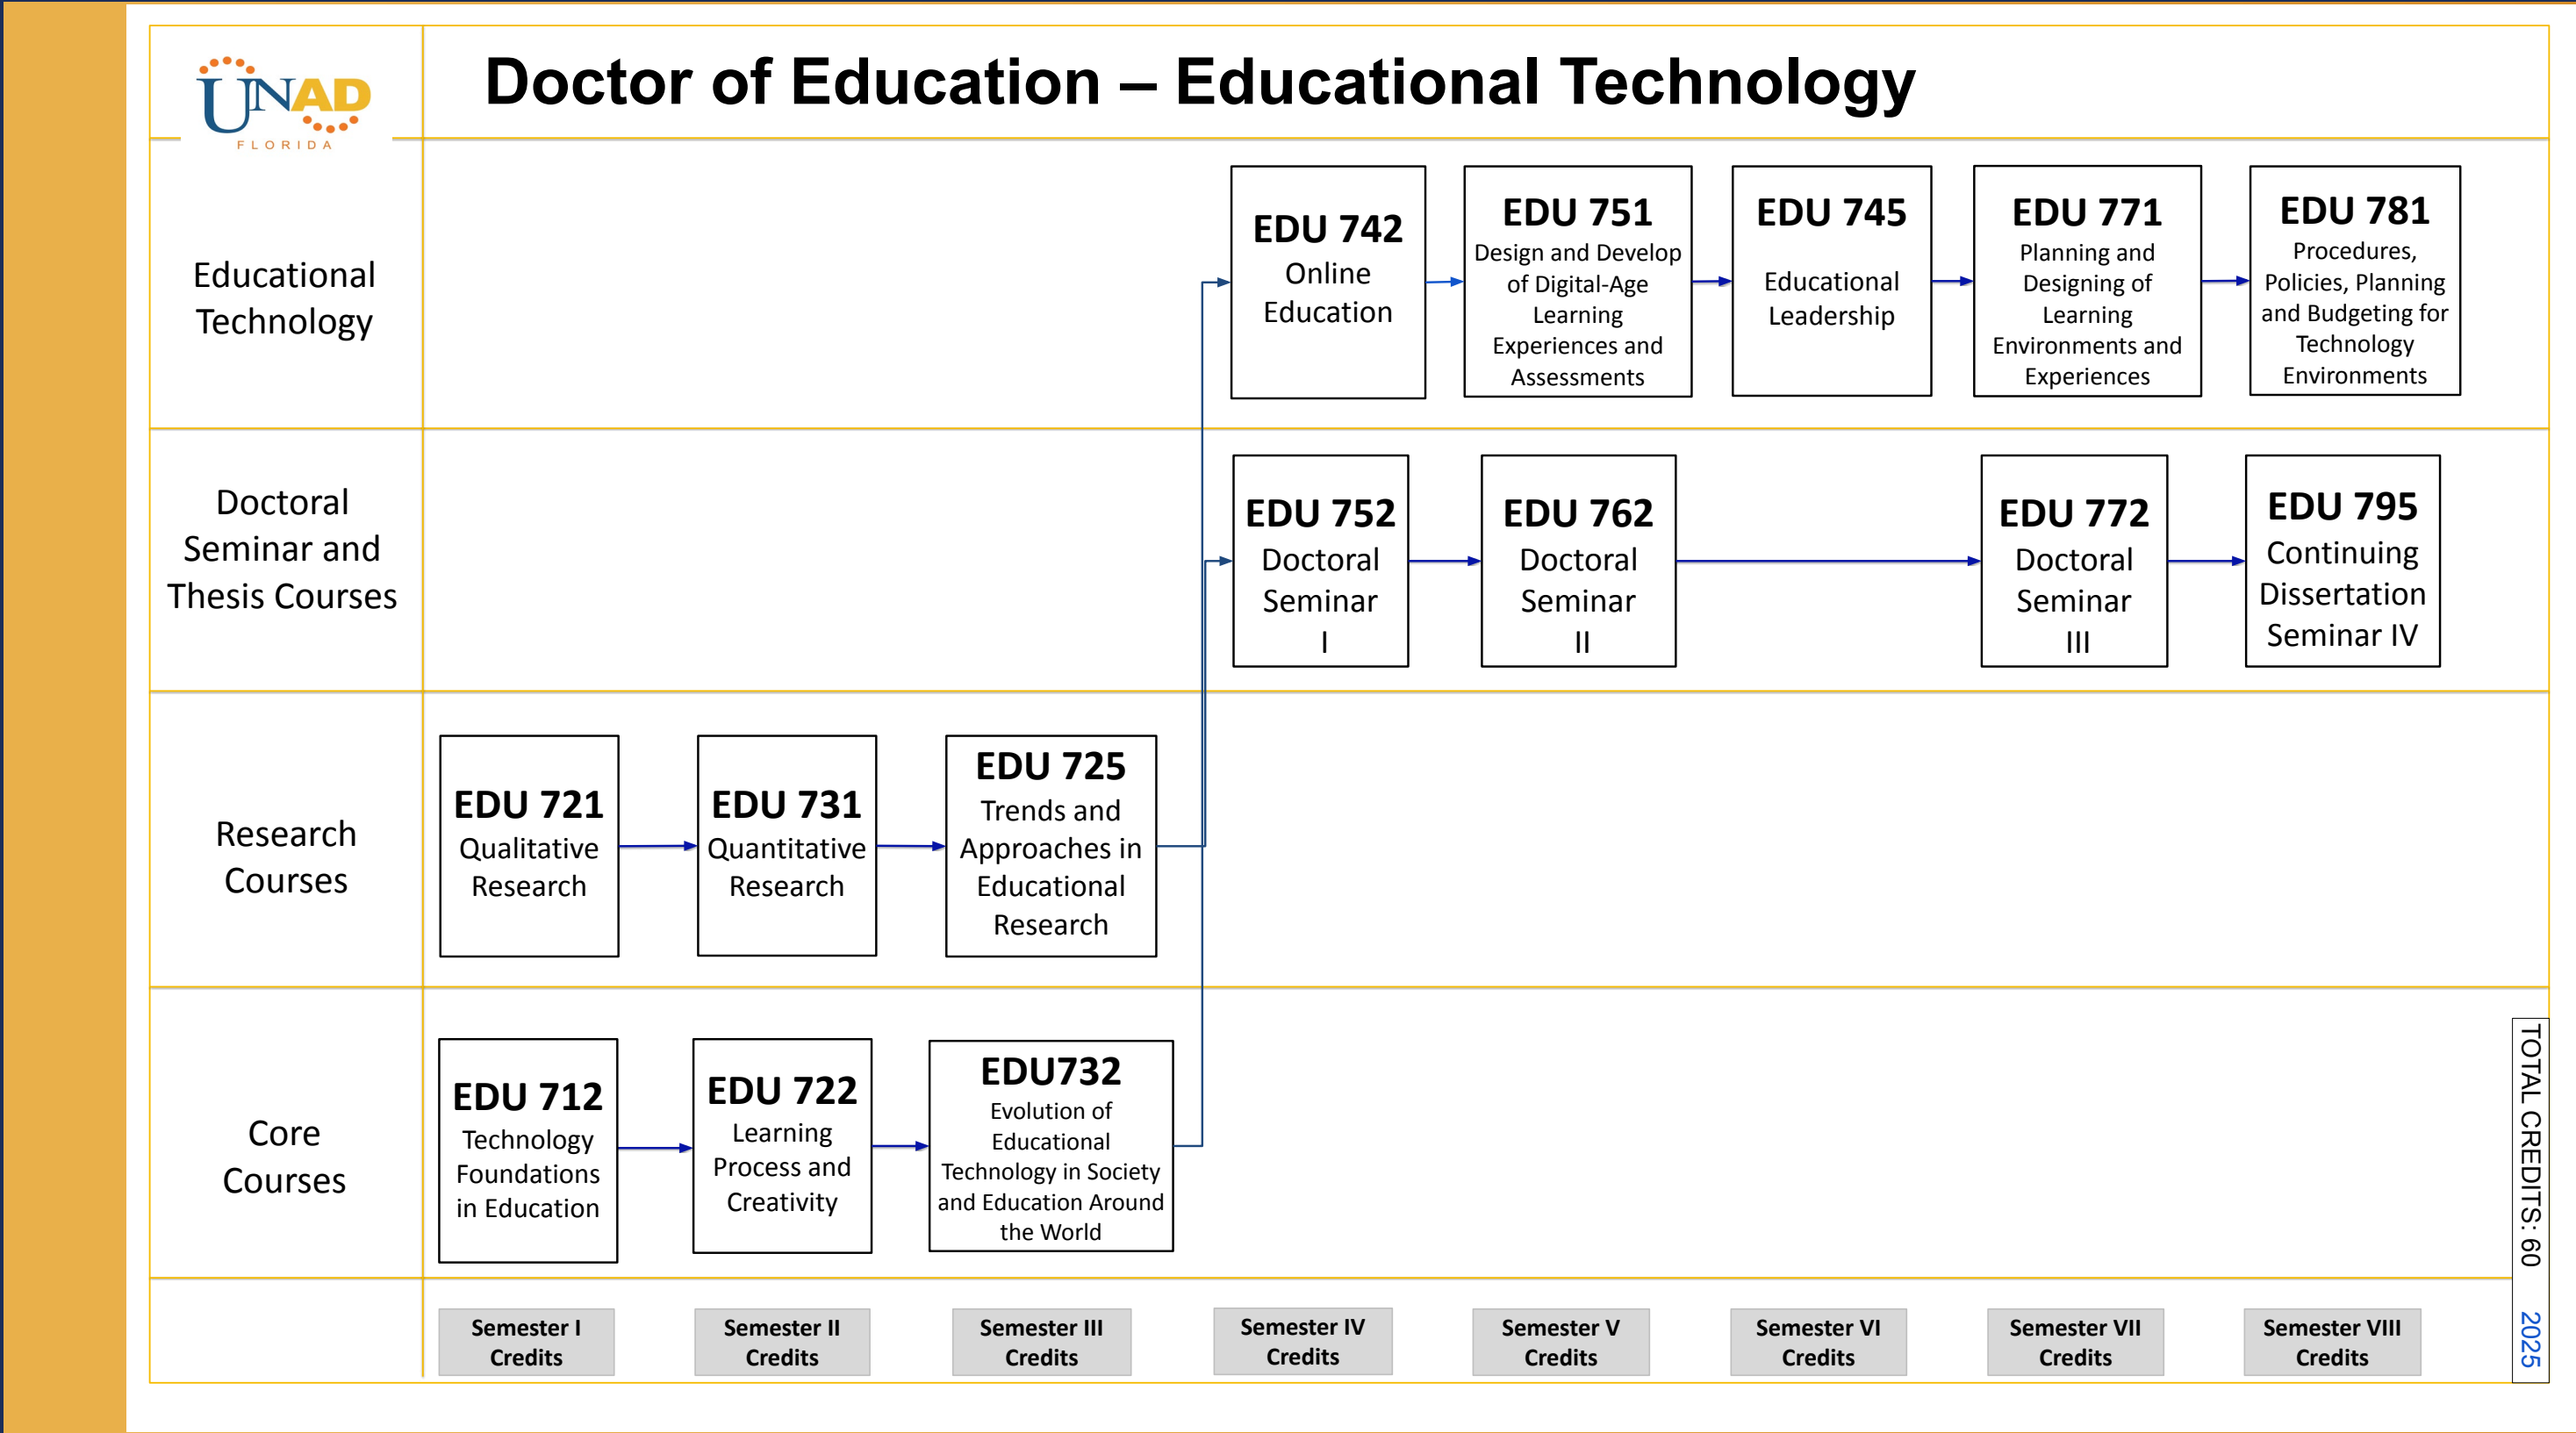 UNAD
FLORIDA
Doctor of Education – Educational Technology
Educational
Technology
EDU 742
Online
Education
EDU 751
Design and Develop
of Digital-Age
Learning
Experiences and
Assessments
EDU 745
Educational
Leadership
EDU 771
Planning and
Designing of
Learning
Environments and
Experiences
EDU 781
Procedures,
Policies, Planning
and Budgeting for
Technology
Environments
Doctoral
Seminar and
Thesis Courses
EDU 752
Doctoral
Seminar
I
EDU 762
Doctoral
Seminar
II
EDU 772
Doctoral
Seminar
III
EDU 795
Continuing
Dissertation
Seminar IV
Research
Courses
EDU 721
Qualitative
Research
EDU 731
Quantitative
Research
EDU 725
Trends and
Approaches in
Educational
Research
Core
Courses
EDU 712
Technology
Foundations
in Education
EDU 722
Learning
Process and
Creativity
EDU732
Evolution of
Educational
Technology in Society
and Education Around
the World
Semester I
Credits
Semester II
Credits
Semester III
Credits
Semester IV
Credits
Semester V
Credits
Semester VI
Credits
Semester VII
Credits
Semester VIII
Credits
TOTAL CREDITS: 60 2025